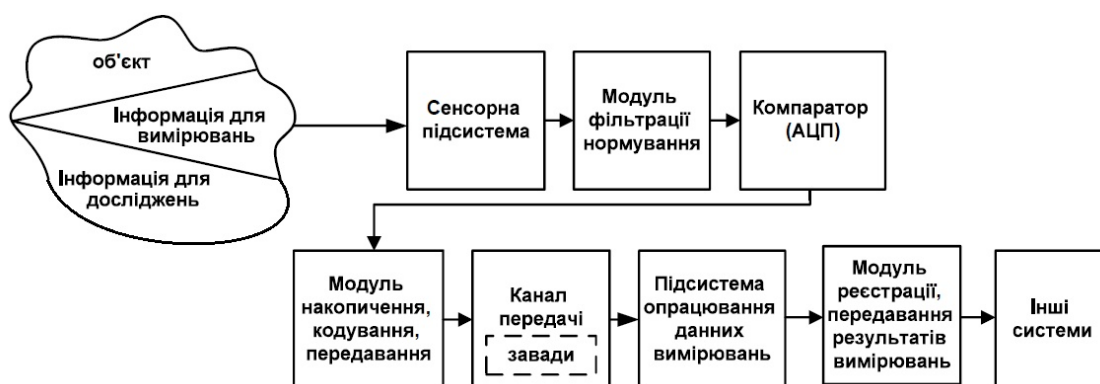 об'єкт
Інформація для
вимірювань
Інформація для
досліджень
Сенсорна
підсистема
Модуль
фільтрації
нормування
Компаратор
(АЦП)
Модуль
накопичення,
кодування,
передавання
Канал
передачі
завади
Підсистема
опрацювання
данних
вимірювань
Модуль
реєстрації,
передавання
результатів
вимірювань
Інші
системи